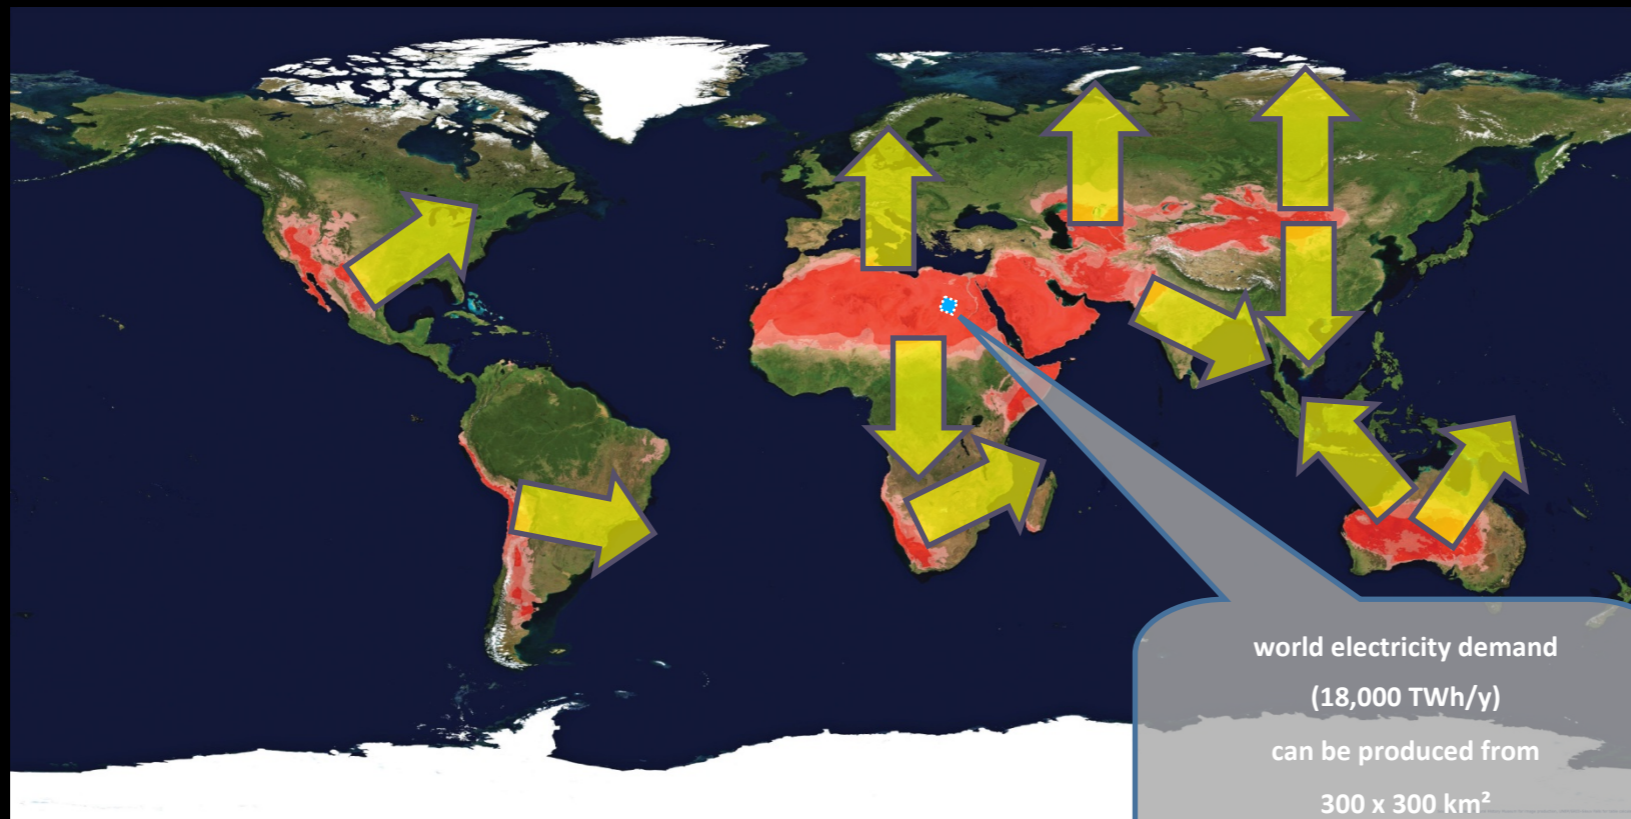 world electricity demand
(18,000 TWh/y)
can be produced from
300 x 300 km²